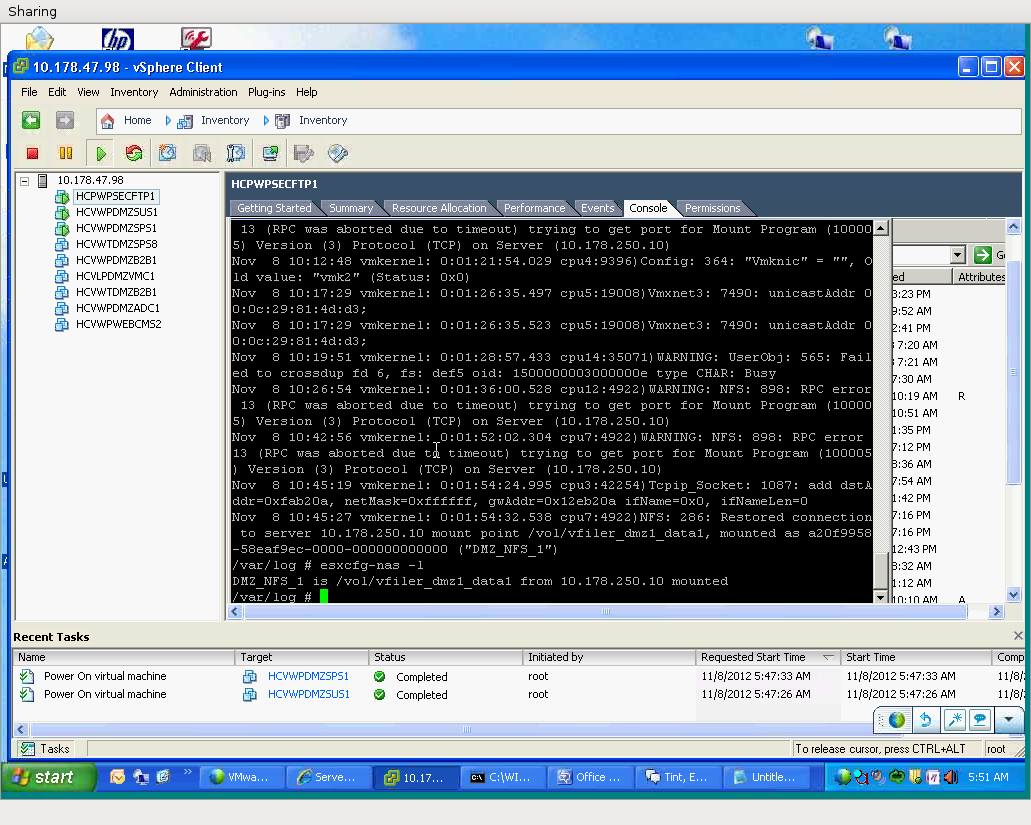 Sharing
10.178.47.98 - vSphere Client
File Edit View Inventory Administration Plug-ins Help
Home Inventory Inventory
10.178.47.98
HCPWPSECFTP1
HCVWPDMZSUS1
HCVWPDMZSPS1
HCVWTDMZSPS8
HCVWPDMZB2B1
HCVLPDMZVMC1
HCVWTDMZB2B1
HCVWPDMZADC1
HCVWPWEBCMS2
HCPWPSECFTP1
Getting Started Summary Resource Allocation Performance Events Console Permissions
13 (RPC was aborted due to timeout) trying to get port for Mount Program (10000
5) Version (3) Protocol (TCP) on Server (10.178.250.10)
Nov  8 10:12:48 vmkernel: 0:01:21:54.029 cpu4:9396)Config: 364: "Vmknic" = "", O
ld value: "vmk2" (Status: 0x0)
Nov  8 10:17:29 vmkernel: 0:01:26:35.497 cpu5:19008)Vmxnet3: 7490: unicastAddr 0
0:0c:29:81:4d:d3;
Nov  8 10:17:29 vmkernel: 0:01:26:35.523 cpu5:19008)Vmxnet3: 7490: unicastAddr 0
0:0c:29:81:4d:d3;
Nov  8 10:19:51 vmkernel: 0:01:28:57.433 cpu14:35071)WARNING: UserObj: 565: Fail
ed to crossdup fd 6, fs: def5 oid: 1500000003000000e type CHAR: Busy
Nov  8 10:26:54 vmkernel: 0:01:36:00.528 cpu12:4922)WARNING: NFS: 898: RPC error
13 (RPC was aborted due to timeout) trying to get port for Mount Program (10000
5) Version (3) Protocol (TCP) on Server (10.178.250.10)
Nov  8 10:42:56 vmkernel: 0:01:52:02.304 cpu7:4922)WARNING: NFS: 898: RPC error
13 (RPC was aborted due to timeout) trying to get port for Mount Program (100005
) Version (3) Protocol (TCP) on Server (10.178.250.10)
Nov  8 10:45:19 vmkernel: 0:01:54:24.995 cpu3:42254)Tcpip_Socket: 1087: add dstA
ddr=0xfab20a, netMask=0xffffff, gwAddr=0x12eb20a ifName=0x0, ifNameLen=0
Nov  8 10:45:27 vmkernel: 0:01:54:32.538 cpu7:4922)NFS: 286: Restored connection
to server 10.178.250.10 mount point /vol/vfiler_dmz1_data1, mounted as a20f9958
-58eaf9ec-0000-000000000000 ("DMZ_NFS_1")
/var/log # esxcfg-nas -l
DMZ_NFS_1 is /vol/vfiler_dmz1_data1 from 10.178.250.10 mounted
/var/log #
Attributes
3:23 PM
9:52 AM
2:41 PM
7:20 AM
7:21 AM
7:30 AM
10:19 AM R
10:51 AM
1:35 PM
7:12 PM
8:36 AM
7:54 AM
1:42 PM
7:16 PM
7:16 PM
12:43 PM
8:32 AM
1:12 AM
10:10 AM A
Recent Tasks
Name Target Status Initiated by Requested Start Time Start Time Comp
Power On virtual machine HCVWPDMZSPS1 Completed root 11/8/2012 5:47:33 AM 11/8/2012 5:47:33 AM 11/8/
Power On virtual machine HCVWPDMZSUS1 Completed root 11/8/2012 5:47:26 AM 11/8/2012 5:47:26 AM 11/8/
Tasks To release cursor, press CTRL+ALT root
start VMwa... Serve... 10.17... C:\WI... Office ... Tint, E... Untitle... 5:51 AM